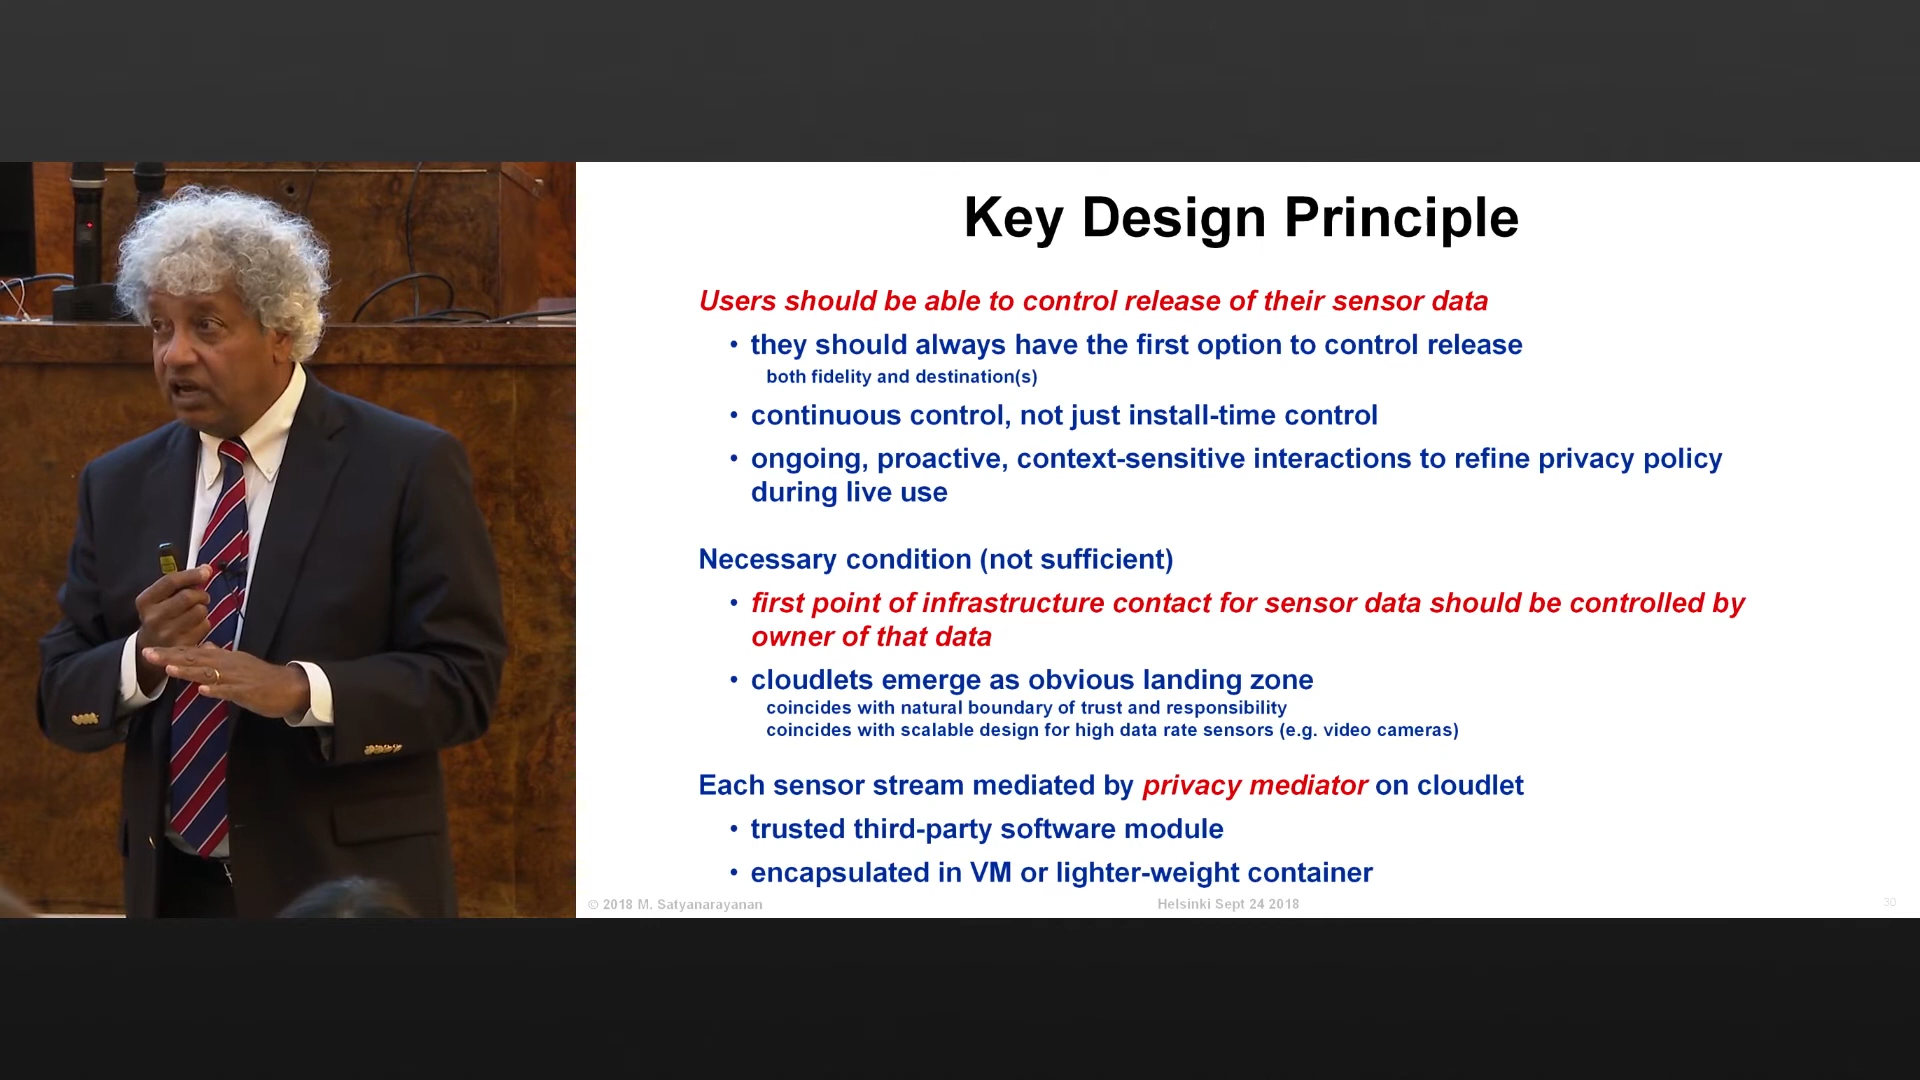 Key Design Principle
Users should be able to control release of their sensor data
• they should always have the first option to control release
both fidelity and destination(s)
• continuous control, not just install-time control
• ongoing, proactive, context-sensitive interactions to refine privacy policy
during live use
Necessary condition (not sufficient)
• first point of infrastructure contact for sensor data should be controlled by
owner of that data
• cloudlets emerge as obvious landing zone
coincides with natural boundary of trust and responsibility
coincides with scalable design for high data rate sensors (e.g. video cameras)
Each sensor stream mediated by privacy mediator on cloudlet
• trusted third-party software module
• encapsulated in VM or lighter-weight container
© 2018 M. Satyanarayanan
Helsinki Sept 24 2018
30